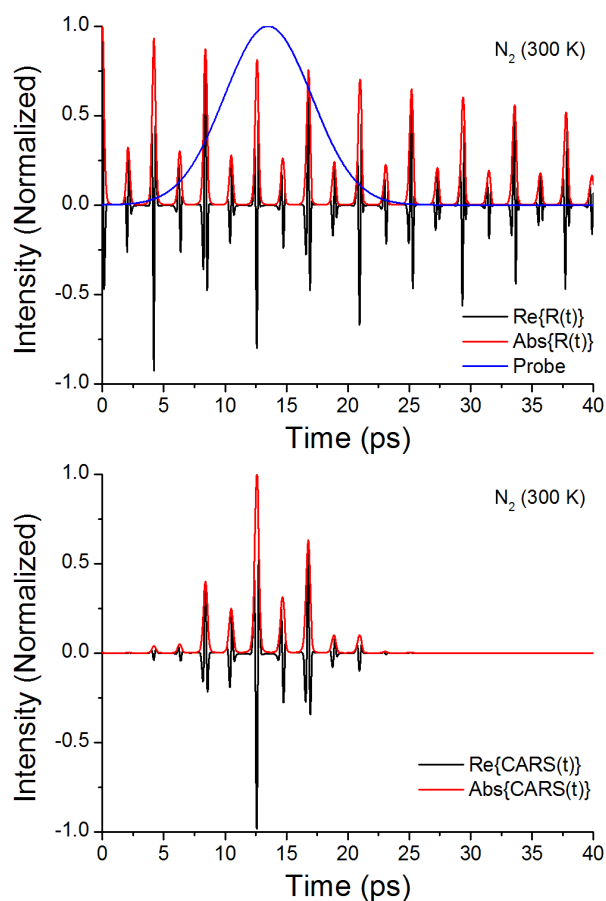 N₂ (300 K)
Intensity (Normalized)
1.0
0.5
0.0
-0.5
-1.0
Re{R(t)}
Abs{R(t)}
Probe
0 5 10 15 20 25 30 35 40
Time (ps)
N₂ (300 K)
Intensity (Normalized)
1.0
0.5
0.0
-0.5
-1.0
Re{CARS(t)}
Abs{CARS(t)}
0 5 10 15 20 25 30 35 40
Time (ps)